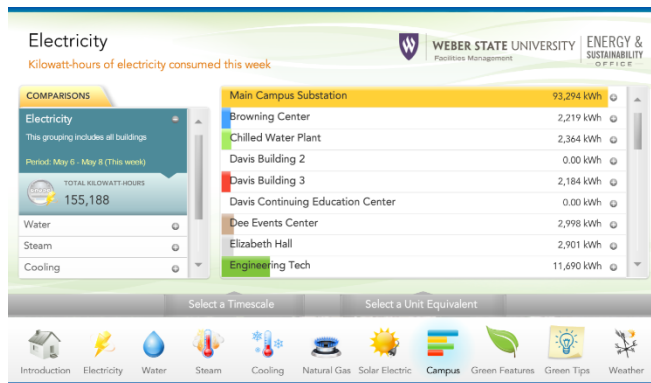 Electricity
Kilowatt-hours of electricity consumed this week
W
WEBER STATE UNIVERSITY
Facilities Management
ENERGY &
SUSTAINABILITY
OFFICE
COMPARISONS
Electricity
This grouping includes all buildings
Period: May 6 - May 8 (This week)
TOTAL KILOWATT-HOURS
155,188
Water
Steam
Cooling
Main Campus Substation 93,294 kWh
Browning Center 2,219 kWh
Chilled Water Plant 2,364 kWh
Davis Building 2 0.00 kWh
Davis Building 3 2,184 kWh
Davis Continuing Education Center 0.00 kWh
Dee Events Center 2,998 kWh
Elizabeth Hall 2,901 kWh
Engineering Tech 11,690 kWh
Select a Timescale Select a Unit Equivalent
Introduction Electricity Water Steam Cooling Natural Gas Solar Electric Campus Green Features Green Tips Weather